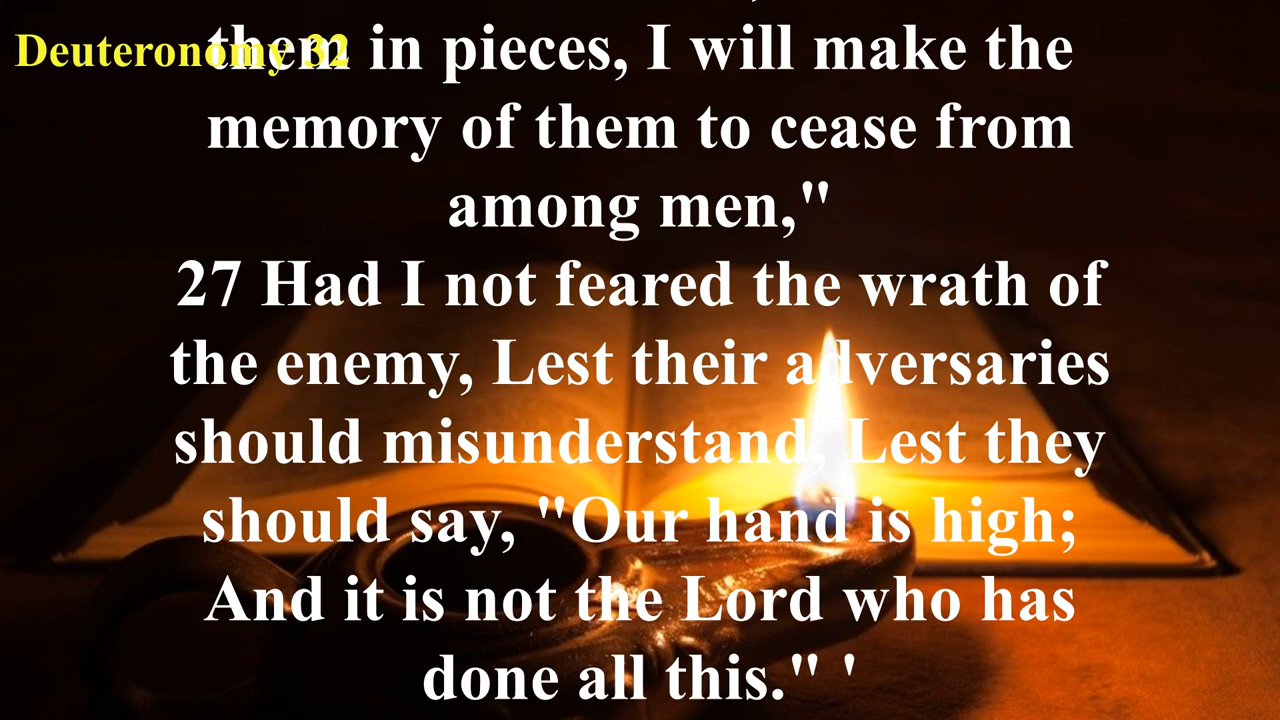 Deuteronomy 32
them in pieces, I will make the
memory of them to cease from
among men,"
27 Had I not feared the wrath of
the enemy, Lest their adversaries
should misunderstand, Lest they
should say, "Our hand is high;
And it is not the Lord who has
done all this." '